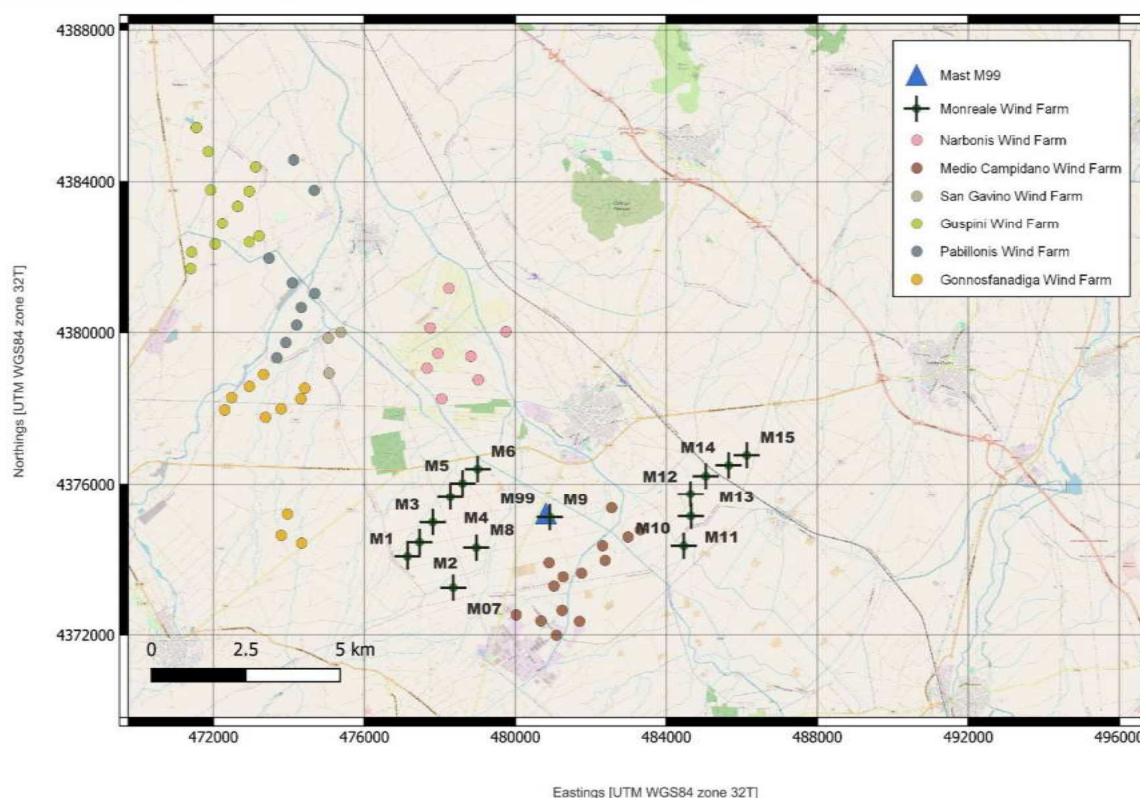 4388000
4384000
4380000
4376000
4372000
Northings [UTM WGS84 zone 32T]
Mast M99
Monreale Wind Farm
Narbonis Wind Farm
Medio Campidano Wind Farm
San Gavino Wind Farm
Guspini Wind Farm
Pabillonis Wind Farm
Gonnosfanadiga Wind Farm
M15
M14
M6
M5
M12
M13
M99
M9
M3
M4
M10
M11
M1
M8
M2
M07
0 2.5 5 km
472000 476000 480000 484000 488000 492000 496000
Eastings [UTM WGS84 zone 32T]